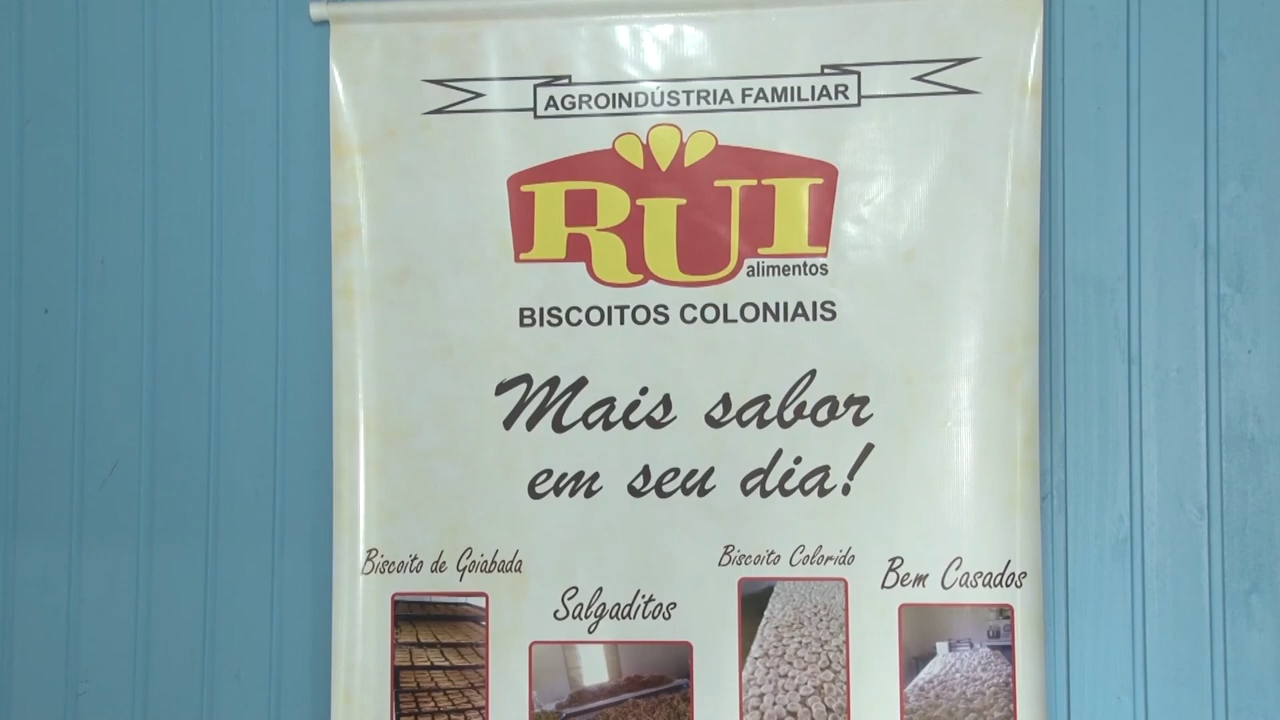 AGROINDÚSTRIA FAMILIAR
RUI
alimentos
BISCOITOS COLONIAIS
Mais sabor
em seu dia!
Biscoito de Goiabada
Salgaditos
Biscoito Colorido
Bem Casados